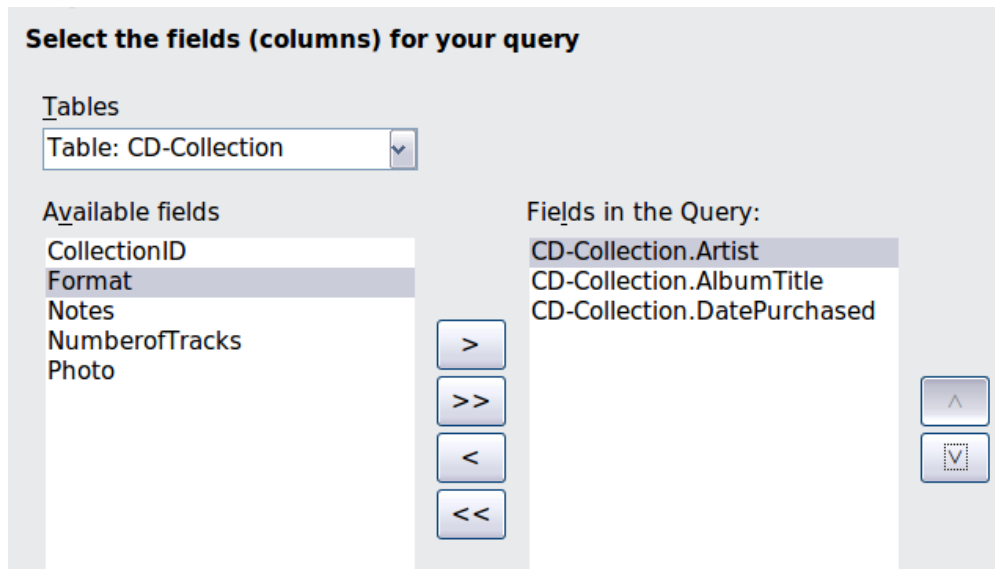 Select the fields (columns) for your query
Tables
Table: CD-Collection
Available fields
CollectionID
Format
Notes
NumberofTracks
Photo
>
>>
<
<<
Fields in the Query:
CD-Collection.Artist
CD-Collection.AlbumTitle
CD-Collection.DatePurchased
^
v